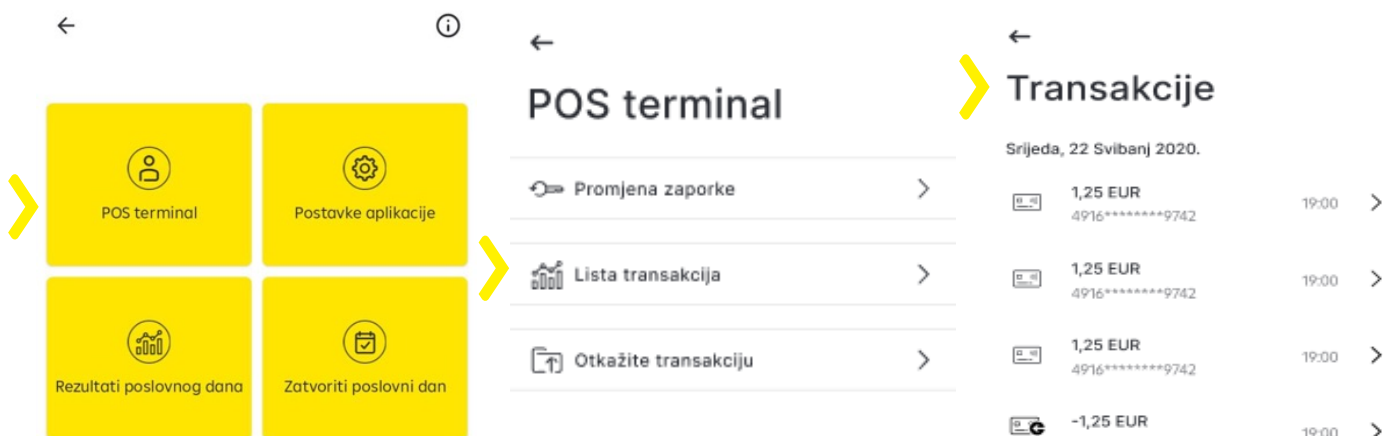 POS terminal
Postavke aplikacije
Rezultati poslovnog dana
Zatvoriti poslovni dan
POS terminal
Promjena zaporke
Lista transakcija
Otkažite transakciju
Transakcije
Srijeda, 22 Svibanj 2020.
1,25 EUR
4916********9742
19:00
1,25 EUR
4916********9742
19:00
1,25 EUR
4916********9742
19:00
-1,25 EUR
19:00